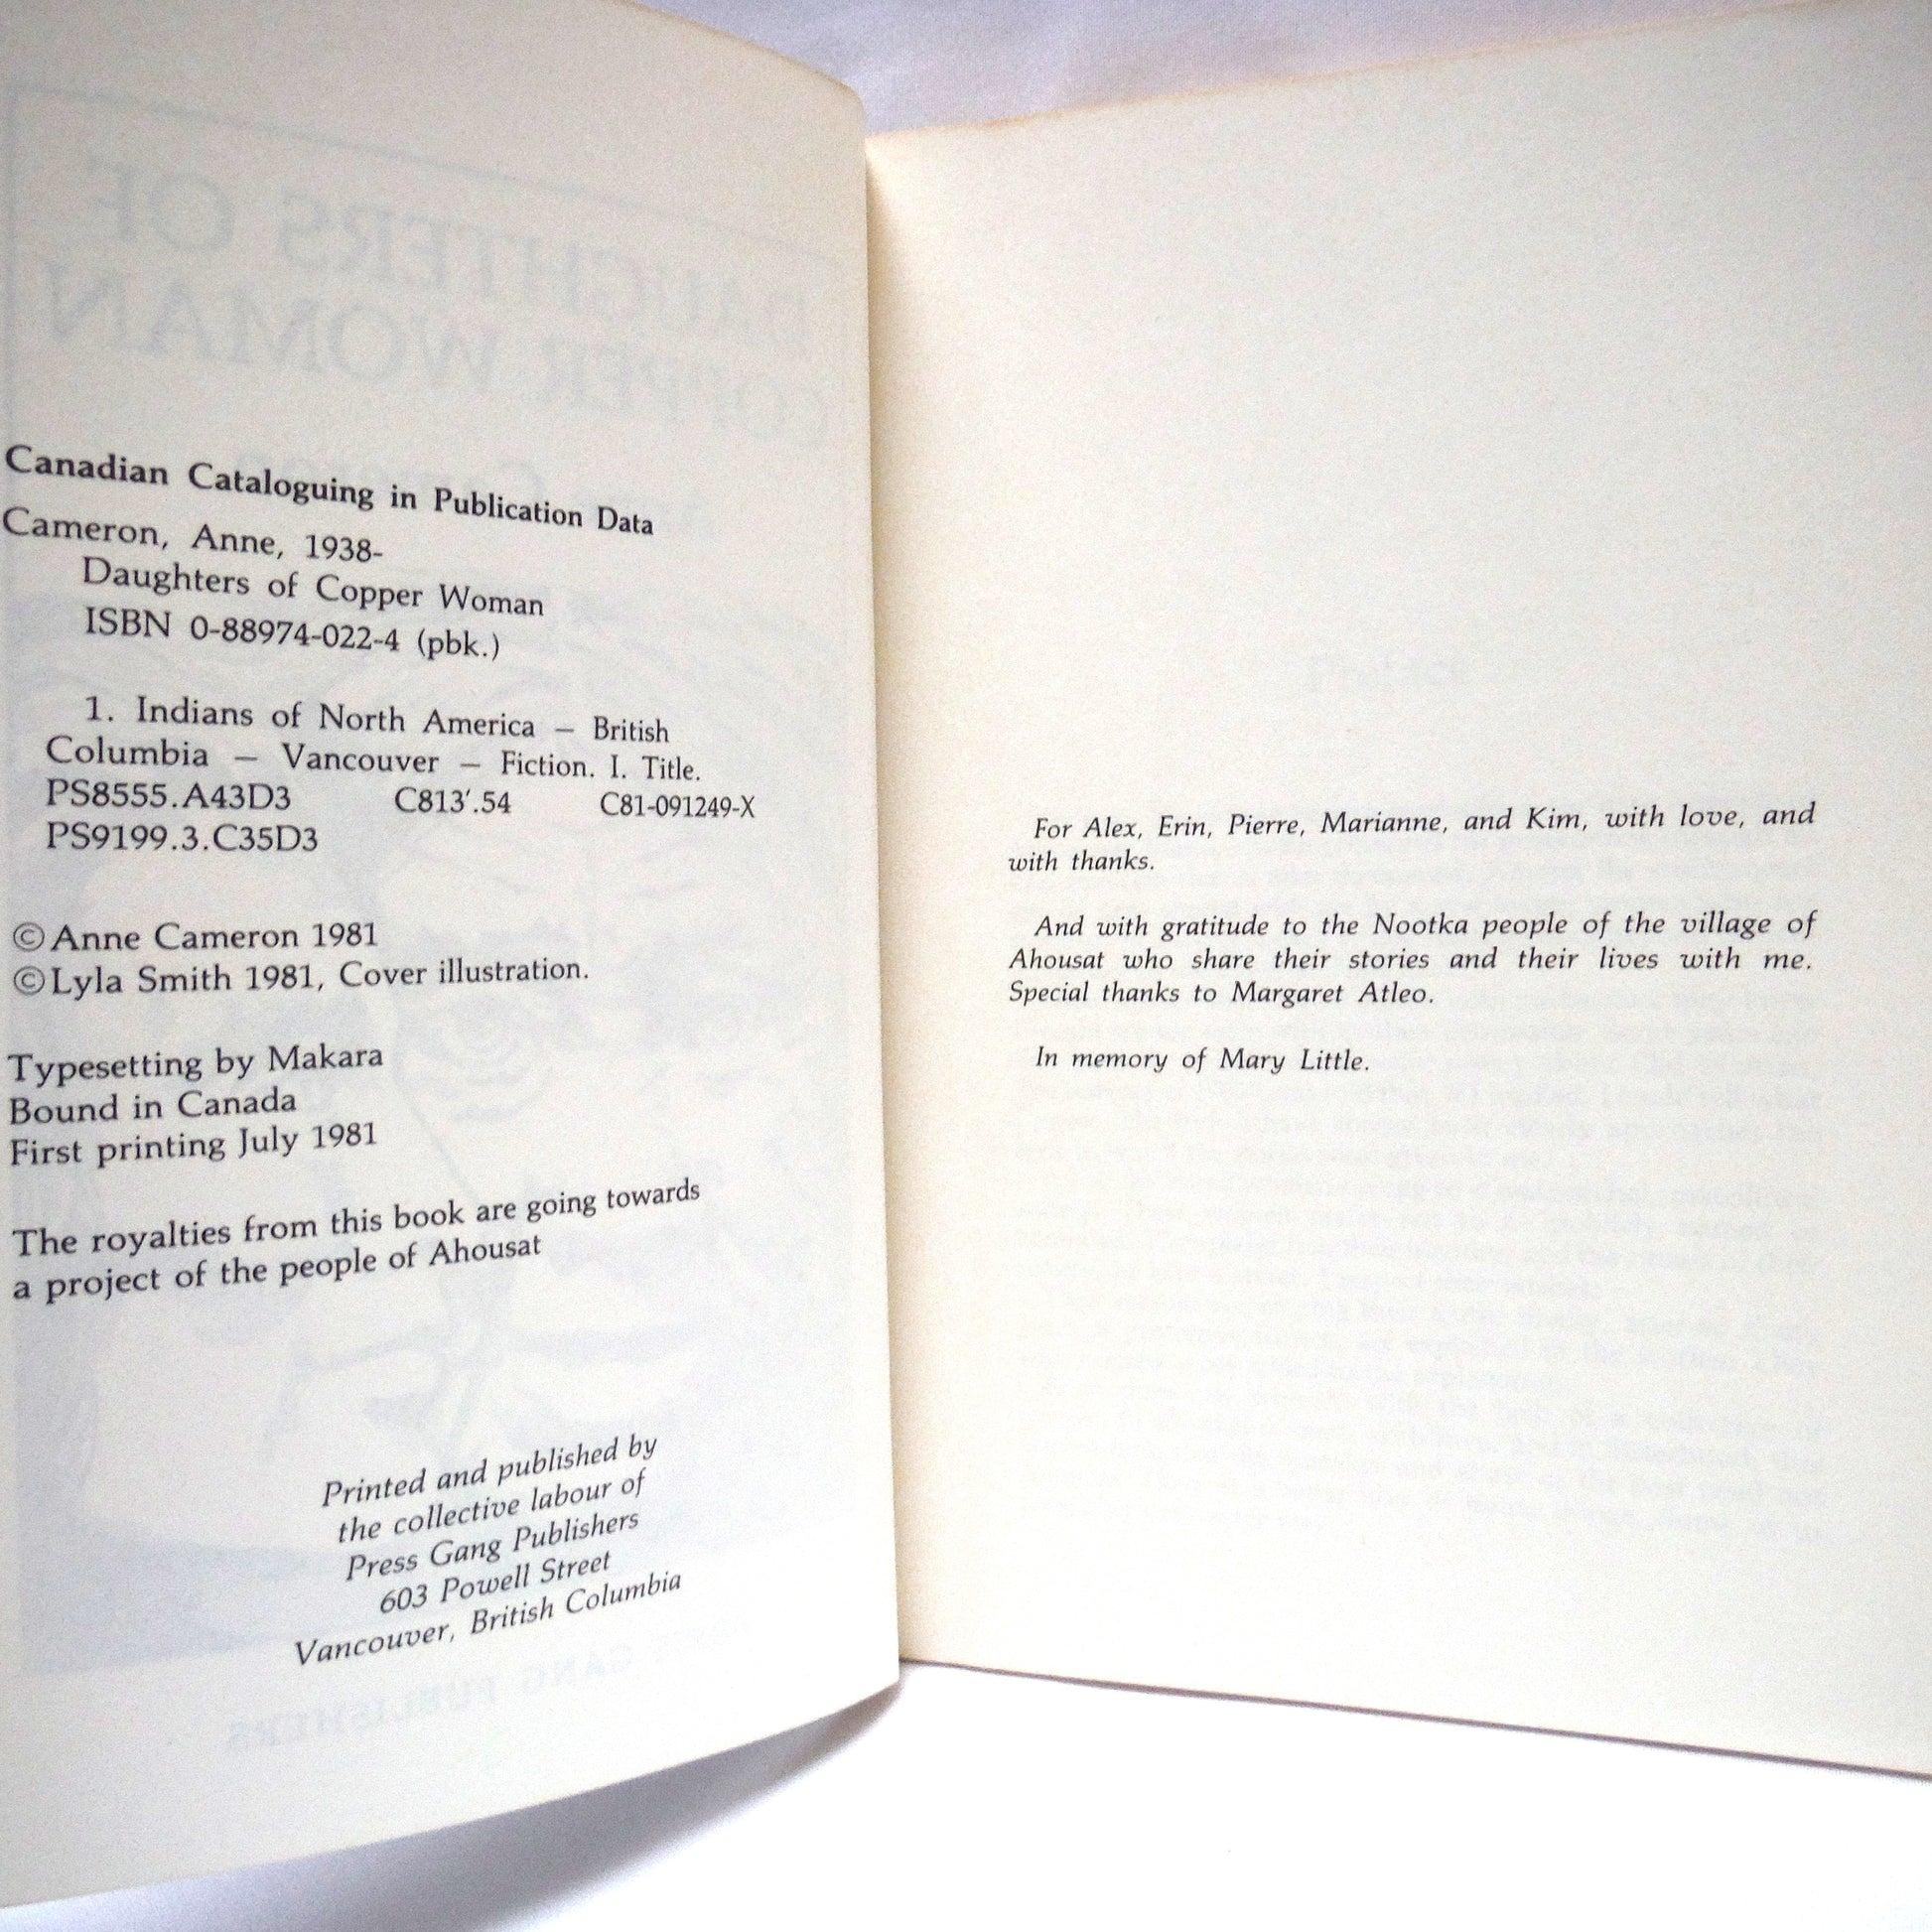 Canadian Cataloguing in Publication Data
Cameron, Anne, 1938-
Daughters of Copper Woman
ISBN 0-88974-022-4 (pbk.)
1. Indians of North America — British
Columbia — Vancouver — Fiction. I. Title.
PS8555.A43D3 C813′.54 C81-091249-X
PS9199.3.C35D3
©Anne Cameron 1981
©Lyla Smith 1981, Cover illustration.
Typesetting by Makara
Bound in Canada
First printing July 1981
The royalties from this book are going towards
a project of the people of Ahousat
Printed and published by
the collective labour of
Press Gang Publishers
603 Powell Street
Vancouver, British Columbia
For Alex, Erin, Pierre, Marianne, and Kim, with love, and
with thanks.
And with gratitude to the Nootka people of the village of
Ahousat who share their stories and their lives with me.
Special thanks to Margaret Atleo.
In memory of Mary Little.